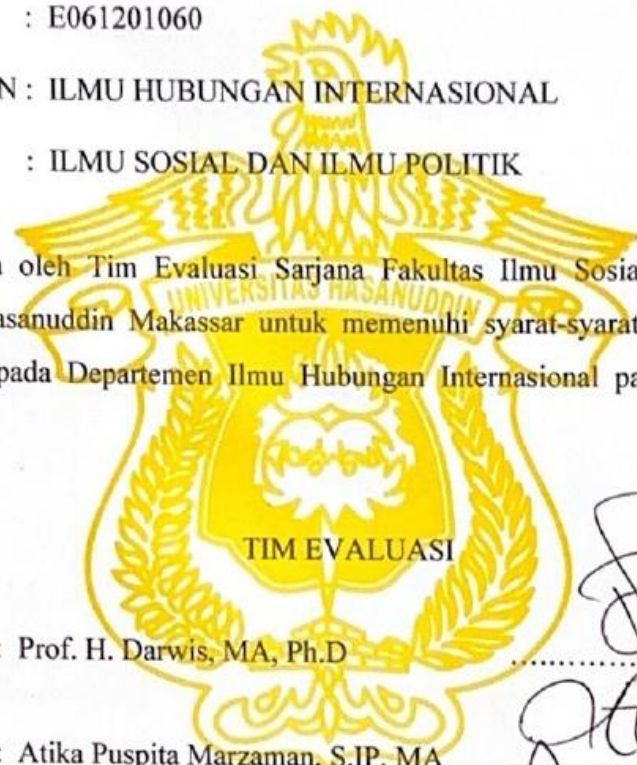 : E061201060
N : ILMU HUBUNGAN INTERNASIONAL
: ILMU SOSIAL DAN ILMU POLITIK
oleh Tim Evaluasi Sarjana Fakultas Ilmu Sosia
UNIVERSITAS HASANUDDIN
asanuddin Makassar untuk memenuhi syarat-syarat
pada Departemen Ilmu Hubungan Internasional pa
TIM EVALUASI
: Prof. H. Darwis, MA, Ph.D
: Atika Puspita Marzaman, S.IP, MA